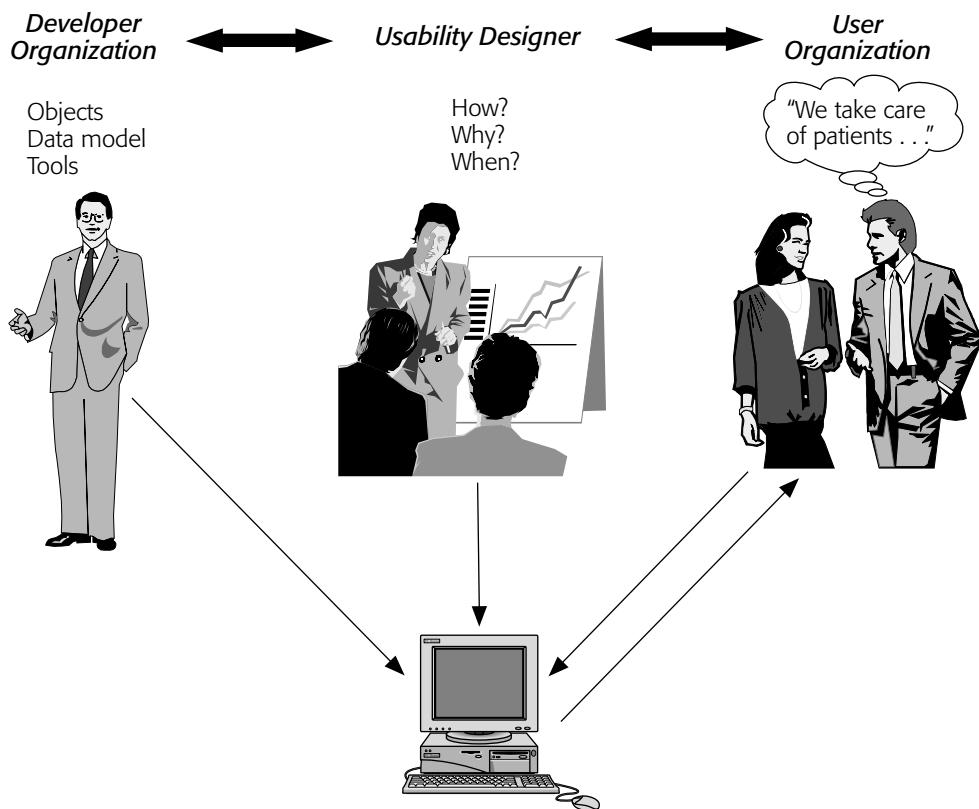 Developer
Organization
Usability Designer
User
Organization
Objects
Data model
Tools
How?
Why?
When?
“We take care
of patients . . .”